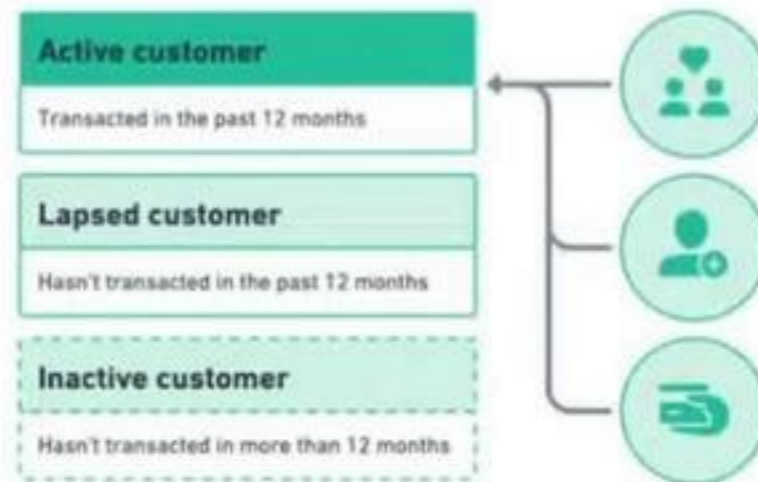 Active customer
Transacted in the past 12 months
Lapsed customer
Hasn't transacted in the past 12 months
Inactive customer
Hasn't transacted in more than 12 months